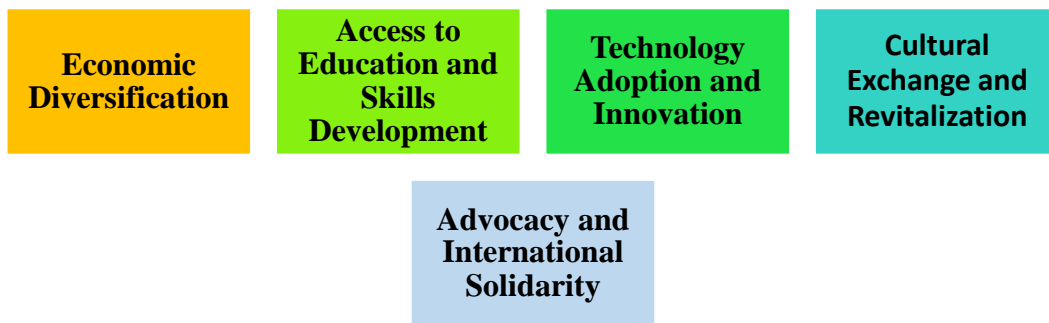 Economic
Diversification
Access to
Education and
Skills
Development
Technology
Adoption and
Innovation
Cultural
Exchange and
Revitalization
Advocacy and
International
Solidarity